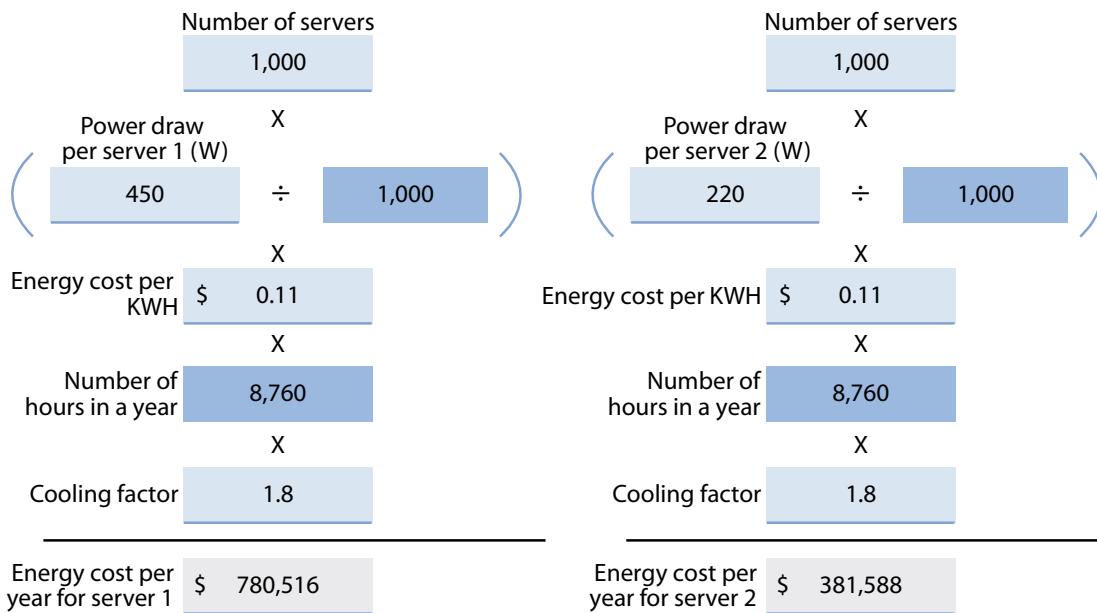 Number of servers
1,000
X
Power draw
per server 1 (W)
450 ÷ 1,000
X
Energy cost per
KWH
$ 0.11
X
Number of
hours in a year
8,760
X
Cooling factor
1.8
Energy cost per
year for server 1
$ 780,516
Number of servers
1,000
X
Power draw
per server 2 (W)
220 ÷ 1,000
X
Energy cost per KWH $ 0.11
X
Number of
hours in a year
8,760
X
Cooling factor
1.8
Energy cost per
year for server 2
$ 381,588